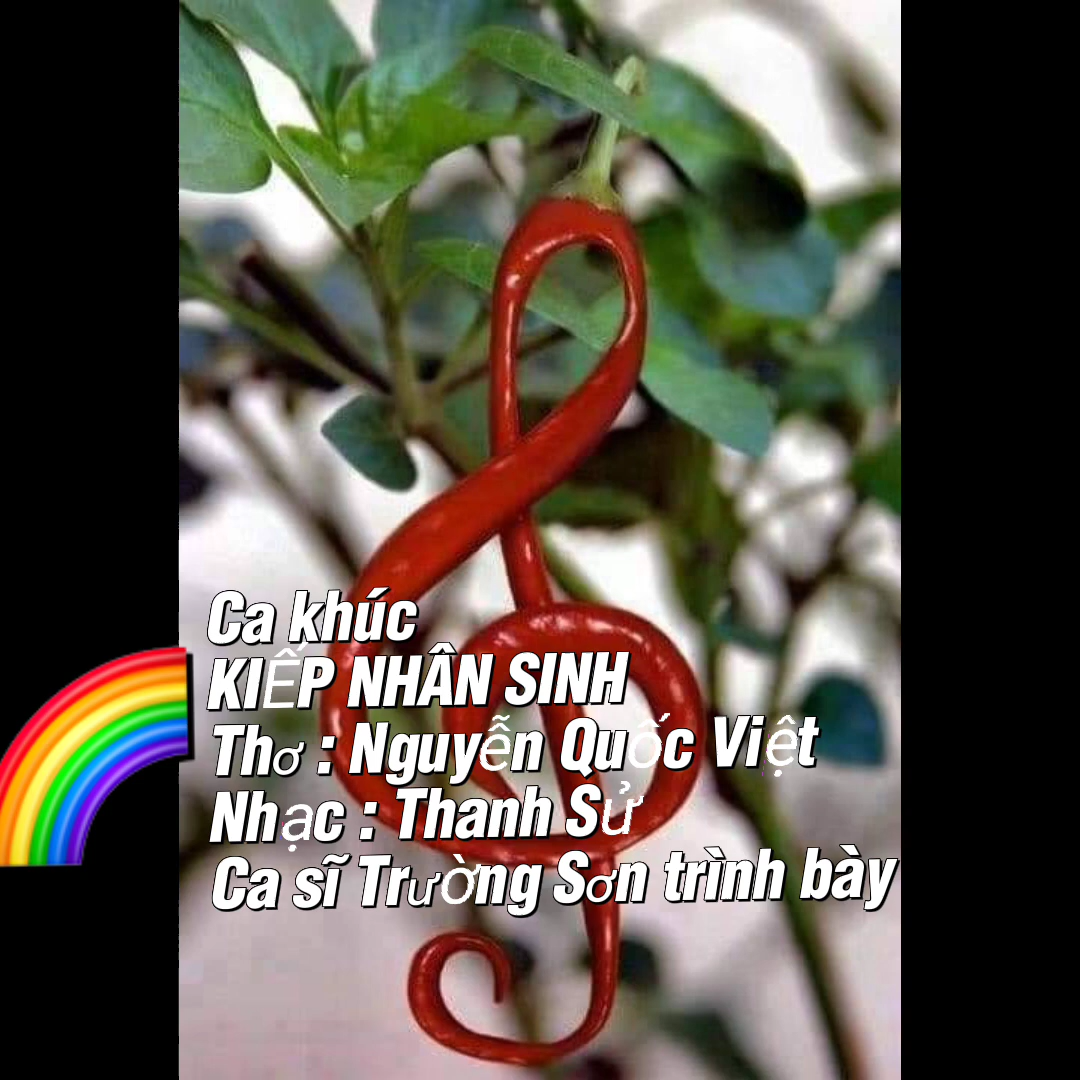 Ca khúc
KIẾP NHÂN SINH
Thơ : Nguyễn Quốc Việt
Nhạc : Thanh Sử
Ca sĩ Trường Sơn trình bày